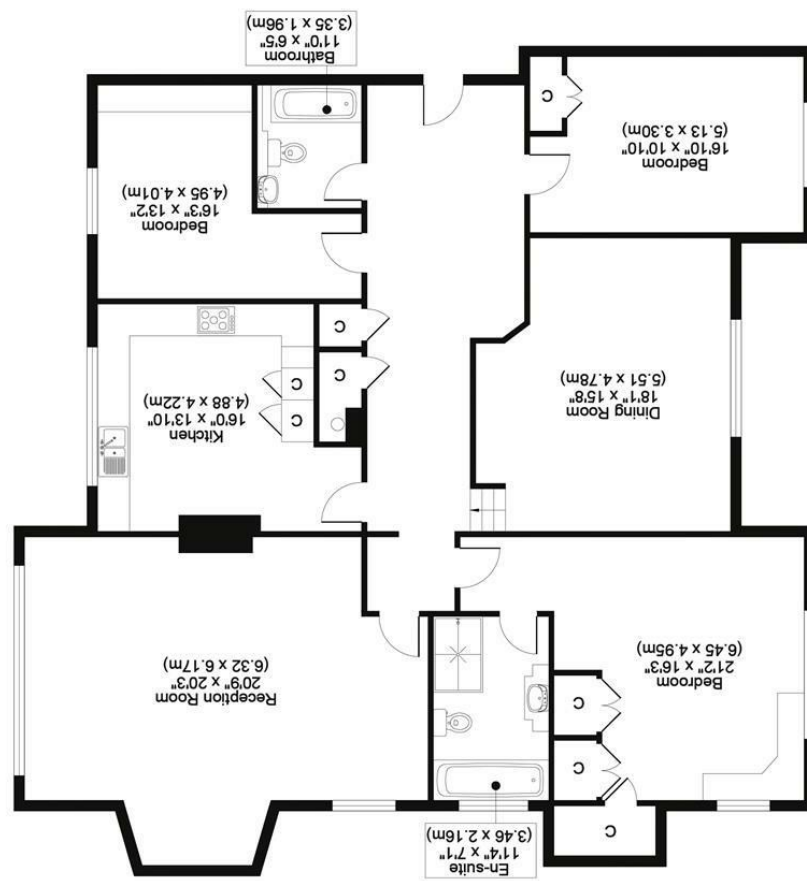 En-suite
11'4" x 7'1"
(3.46 x 2.16m)
C
C
C
Bedroom
21'2" x 16'3"
(6.45 x 4.95m)
Reception Room
20'9" x 20'3"
(6.32 x 6.17m)
Kitchen
16'0" x 13'10"
(4.88 x 4.22m)
C
C
C
C
Dining Room
18'1" x 15'8"
(5.51 x 4.78m)
Bedroom
16'3" x 13'2"
(4.95 x 4.01m)
Bedroom
16'10" x 10'10"
(5.13 x 3.30m)
C
Bathroom
11'0" x 6'5"
(3.35 x 1.96m)